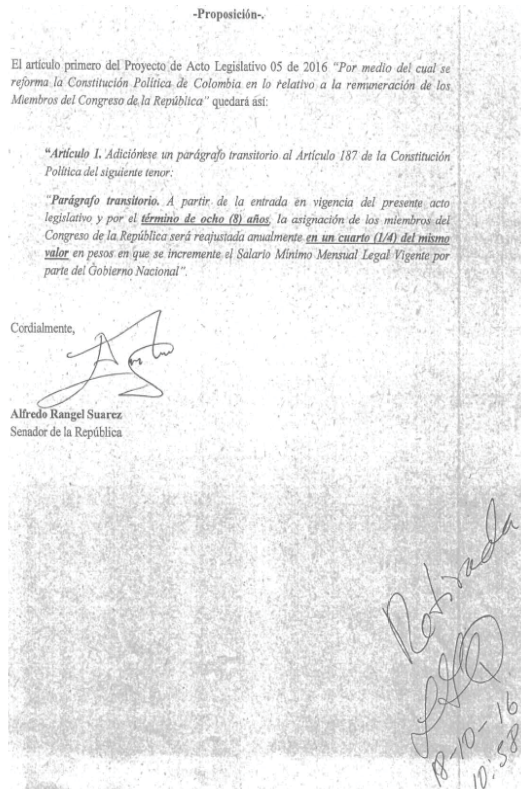 -Proposición-.
El artículo primero del Proyecto de Acto Legislativo 05 de 2016 "Por medio del cual se
reforma la Constitución Política de Colombia en lo relativo a la remuneración de los
Miembros del Congreso de la República" quedará así:
"Artículo 1. Adiciónese un parágrafo transitorio al Artículo 187 de la Constitución
Política del siguiente tenor:
"Parágrafo transitorio. A partir de la entrada en vigencia del presente acto
legislativo y por el término de ocho (8) años, la asignación de los miembros del
Congreso de la República será reajustada anualmente en un cuarto (1/4) del mismo
valor en pesos en que se incremente el Salario Mínimo Mensual Legal Vigente por
parte del Gobierno Nacional".
Cordialmente,
Alfredo Rangel Suarez
Senador de la República
Retirada
18-10-16
10:58